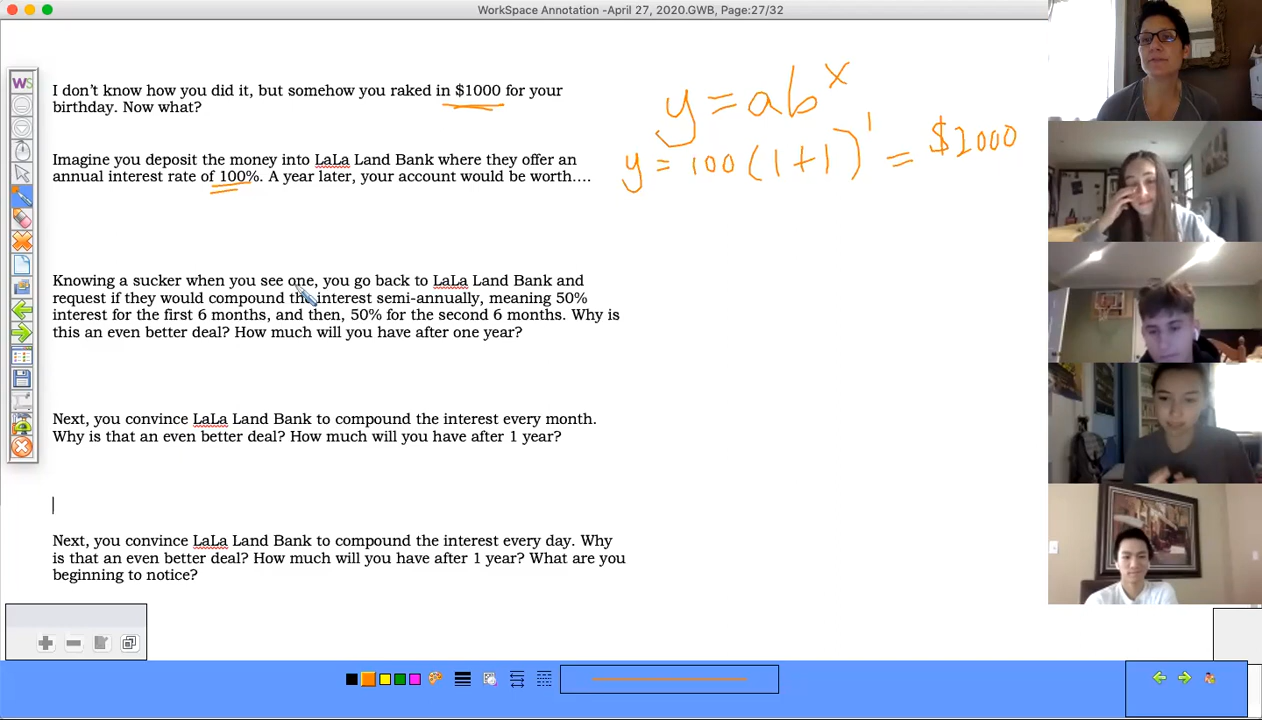 WorkSpace Annotation -April 27, 2020.GWB, Page:27/32
WS
I don't know how you did it, but somehow you raked in $1000 for your
birthday. Now what?
y = ab^x
y = 100(1+1)^1 = $2000
Imagine you deposit the money into LaLa Land Bank where they offer an
annual interest rate of 100%. A year later, your account would be worth....
Knowing a sucker when you see one, you go back to LaLa Land Bank and
request if they would compound the interest semi-annually, meaning 50%
interest for the first 6 months, and then, 50% for the second 6 months. Why is
this an even better deal? How much will you have after one year?
Next, you convince LaLa Land Bank to compound the interest every month.
Why is that an even better deal? How much will you have after 1 year?
Next, you convince LaLa Land Bank to compound the interest every day. Why
is that an even better deal? How much will you have after 1 year? What are you
beginning to notice?